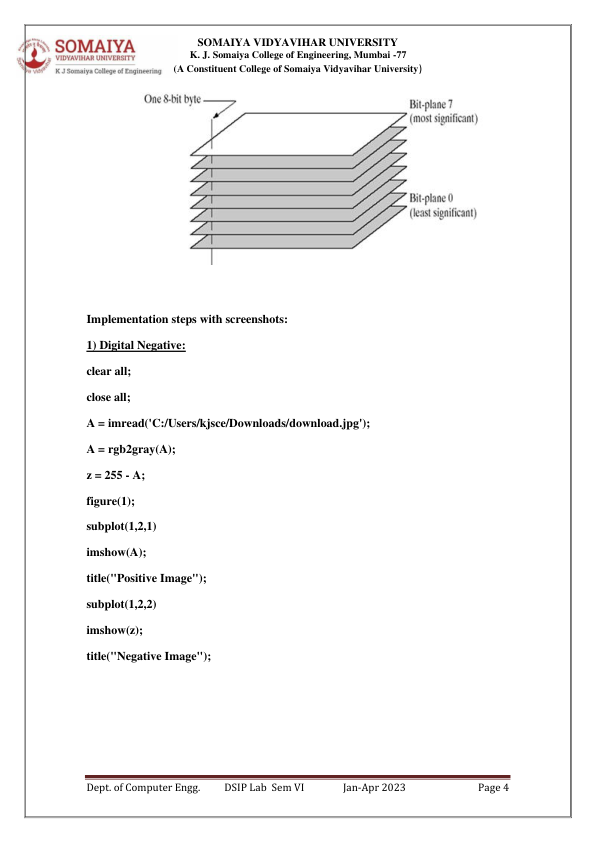 SOMAIYA
VIDYAVIHAR UNIVERSITY
K J Somaiya College of Engineering
SOMAIYA VIDYAVIHAR UNIVERSITY
K. J. Somaiya College of Engineering, Mumbai -77
(A Constituent College of Somaiya Vidyavihar University)
One 8-bit byte
Bit-plane 7
(most significant)
Bit-plane 0
(least significant)
Implementation steps with screenshots:
1) Digital Negative:
clear all;
close all;
A = imread('C:/Users/kjsce/Downloads/download.jpg');
A = rgb2gray(A);
z = 255 - A;
figure(1);
subplot(1,2,1)
imshow(A);
title("Positive Image");
subplot(1,2,2)
imshow(z);
title("Negative Image");
Dept. of Computer Engg. DSIP Lab Sem VI Jan-Apr 2023 Page 4